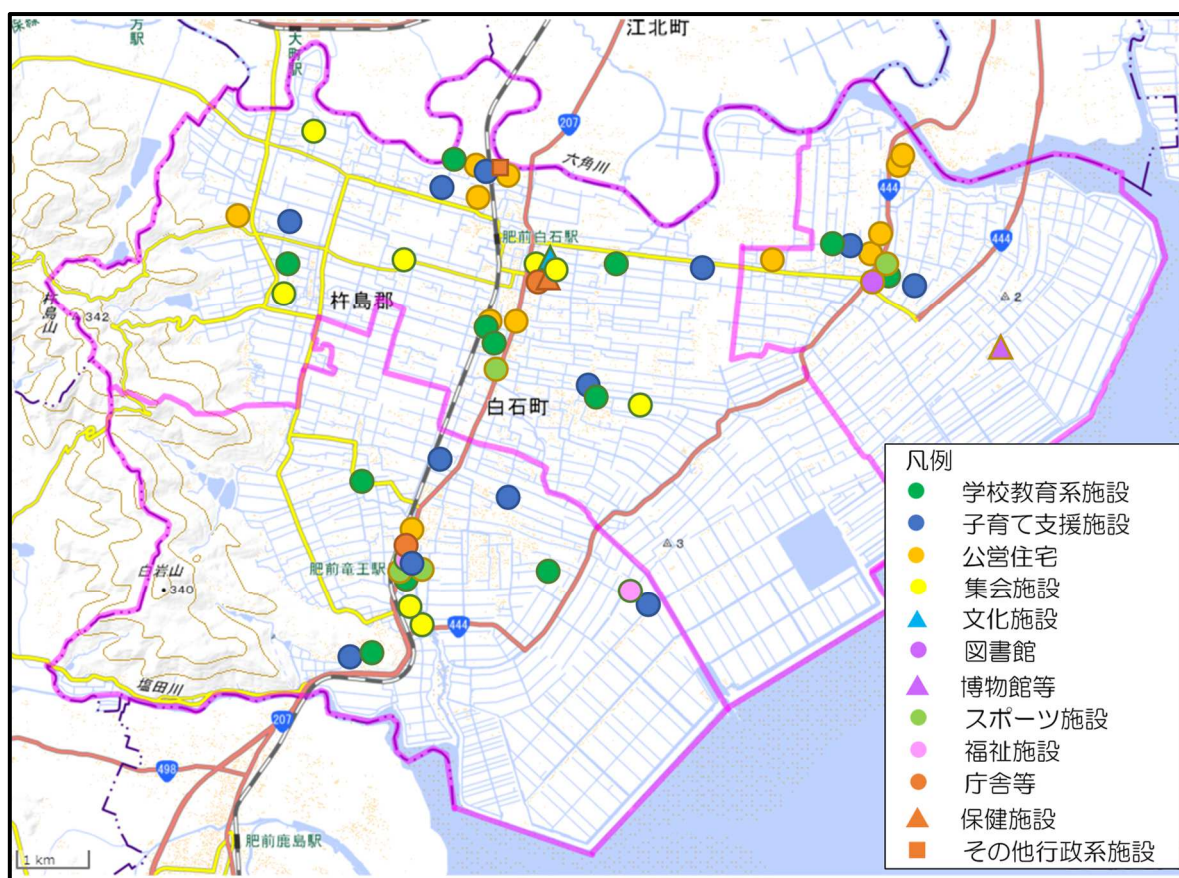 江北町
大町駅
207
六角川
444
肥前白石駅
444
杵島郡
杵島山
342
2
白石町
3
白岩山
340
肥前竜王駅
444
塩田川
207
498
肥前鹿島駅
1 km
凡例
学校教育系施設
子育て支援施設
公営住宅
集会施設
文化施設
図書館
博物館等
スポーツ施設
福祉施設
庁舎等
保健施設
その他行政系施設